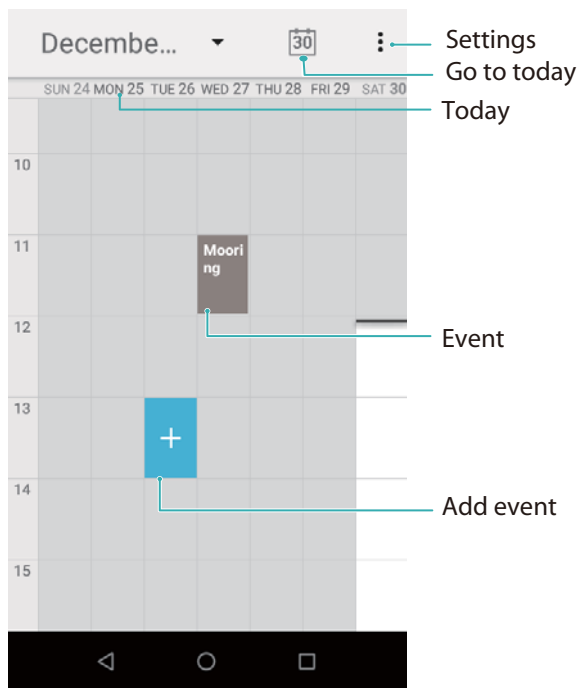 Decembe...
30
Settings
Go to today
SUN 24 MON 25 TUE 26 WED 27 THU 28 FRI 29 SAT 30
Today
10
11
Moori
ng
12
Event
13
+
14
Add event
15